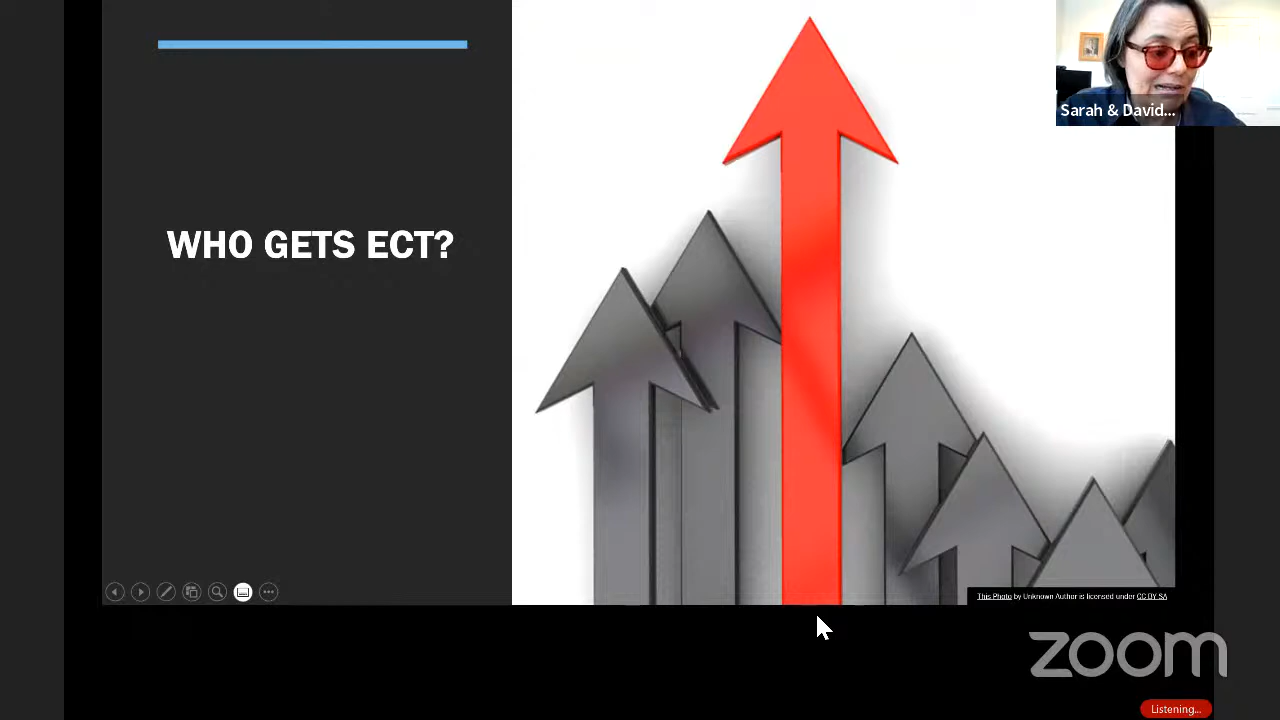 Sarah & David...
WHO GETS ECT?
This Photo by Unknown Author is licensed under CC BY-SA
zoom
Listening...